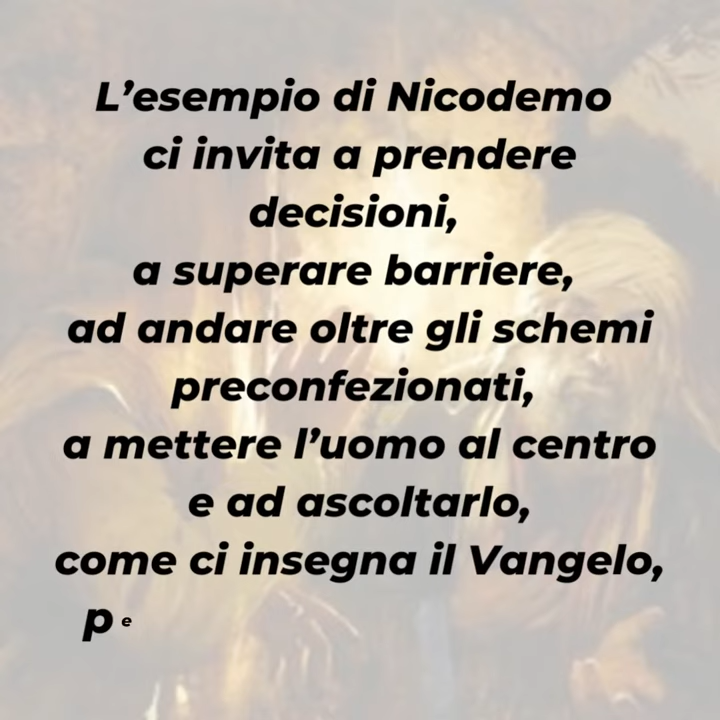 L’esempio di Nicodemo
ci invita a prendere
decisioni,
a superare barriere,
ad andare oltre gli schemi
preconfezionati,
a mettere l’uomo al centro
e ad ascoltarlo,
come ci insegna il Vangelo,
pe